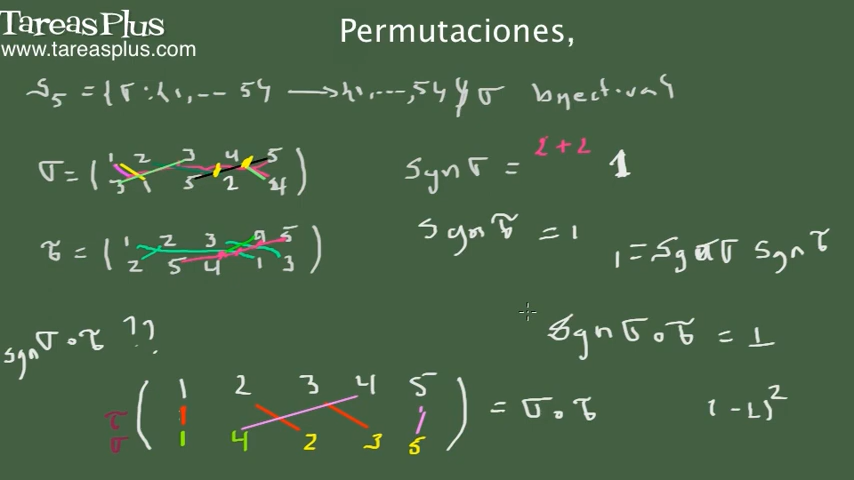 TareasPlus
www.tareasplus.com
Permutaciones,
S₅ = {σ: {1, -- 5} → {1, ..., 5} / σ biyectiva}
σ = ( 1 2 3 4 5
3 1 5 2 4 )
sgn σ = 2+2 1
τ = ( 1 2 3 4 5
2 5 4 1 3 )
sgn τ = 1
1 = sgn σ sgn τ
sgn σ∘τ ??
sgn σ∘τ = 1
τ ( 1 2 3 4 5
σ 1 4 2 3 5 ) = σ∘τ
(-1)²